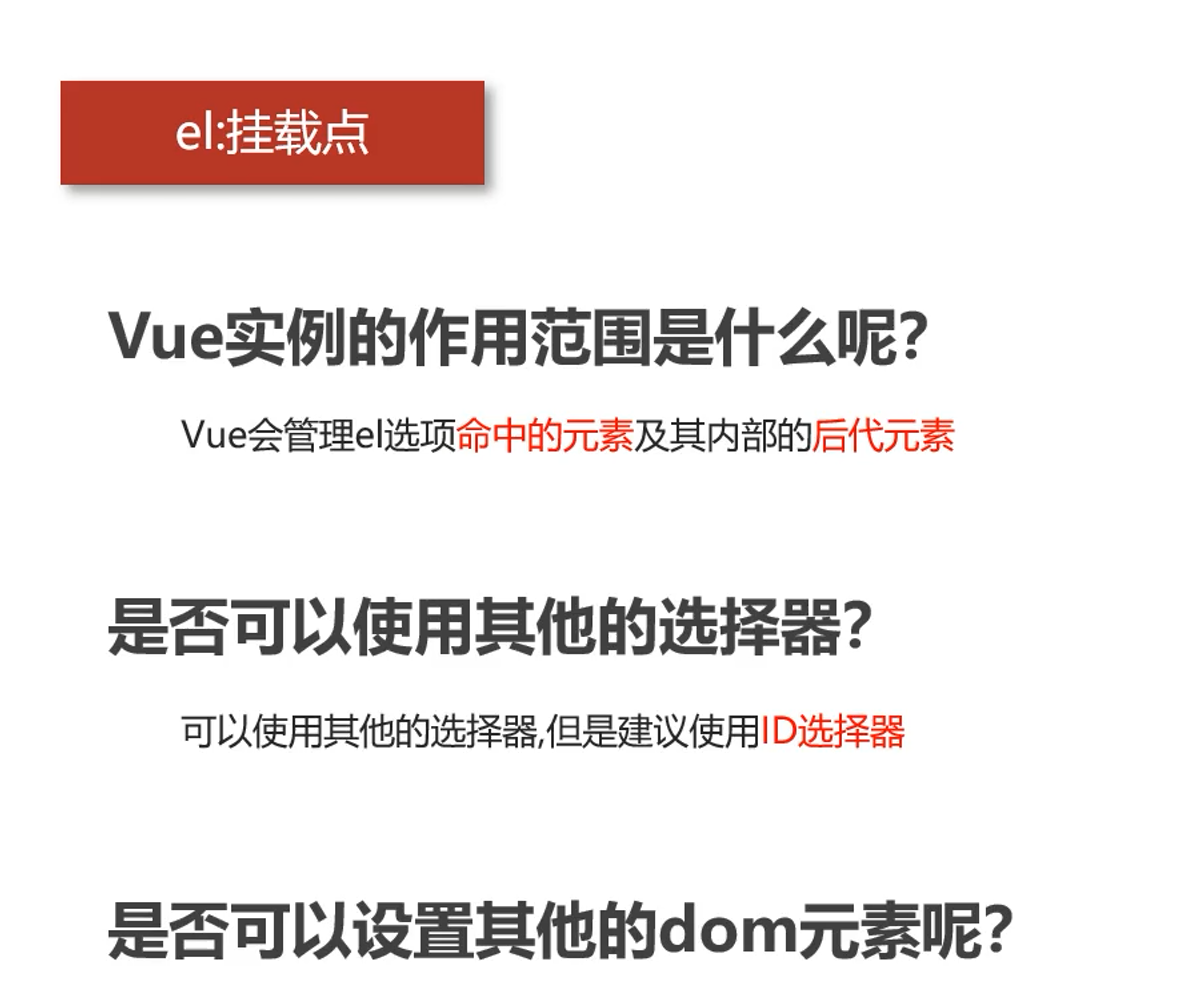 el:挂载点
Vue实例的作用范围是什么呢?
Vue会管理el选项命中的元素及其内部的后代元素
是否可以使用其他的选择器?
可以使用其他的选择器,但是建议使用ID选择器
是否可以设置其他的dom元素呢?